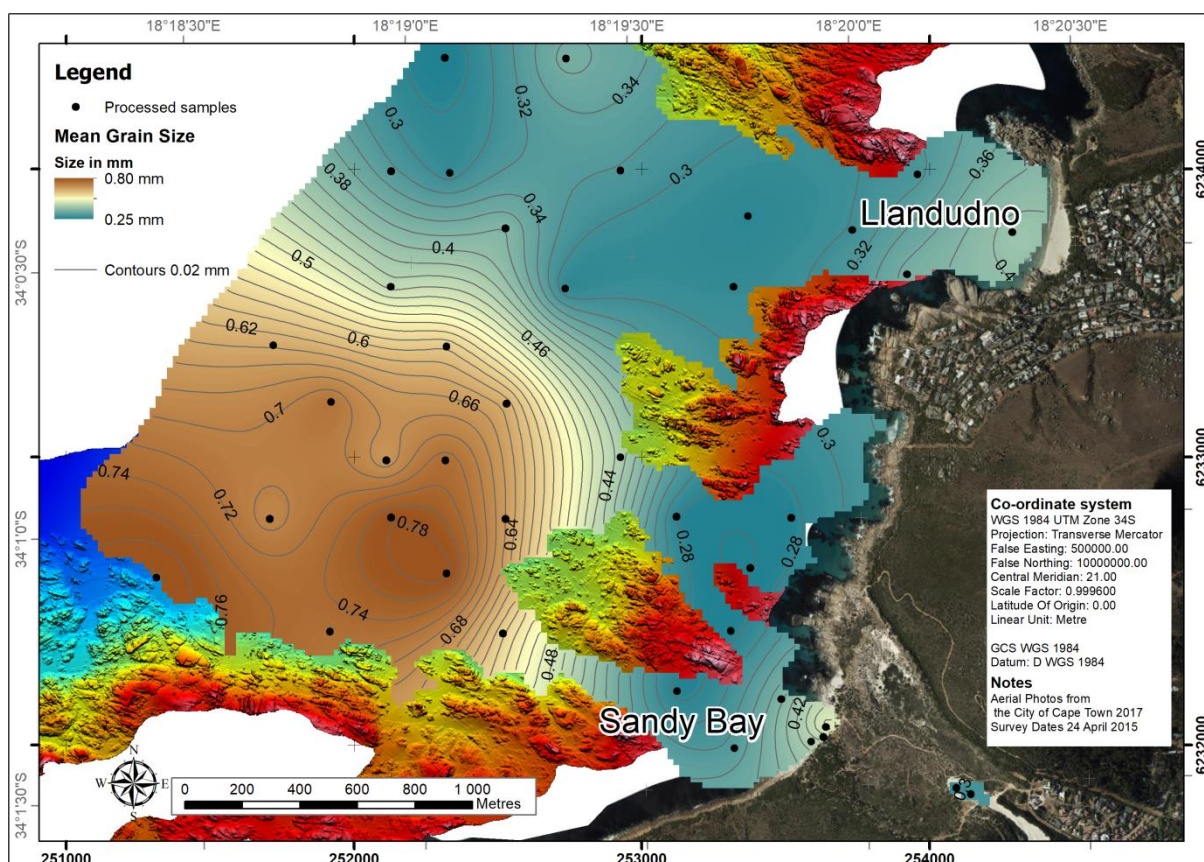 18°18'30"E 18°19'0"E 18°19'30"E 18°20'0"E 18°20'30"E
Legend
Processed samples
Mean Grain Size
Size in mm
0.80 mm
0.25 mm
Contours 0.02 mm
0.3
0.32
0.34
0.34
0.3
0.36
0.38
0.4
0.5
Llandudno
0.32
0.4
6234000
34°0'30"S
0.62
0.6
0.46
0.66
0.7
0.3
0.44
6233000
0.74
0.72
0.78
0.64
0.28
0.28
34°1'0"S
0.76
0.74
0.68
0.48
0.42
Sandy Bay
6232000
0.3
34°1'30"S
Co-ordinate system
WGS 1984 UTM Zone 34S
Projection: Transverse Mercator
False Easting: 500000.00
False Northing: 10000000.00
Central Meridian: 21.00
Scale Factor: 0.999600
Latitude Of Origin: 0.00
Linear Unit: Metre
GCS WGS 1984
Datum: D WGS 1984
Notes
Aerial Photos from
the City of Cape Town 2017
Survey Dates 24 April 2015
N
W E
S
0 200 400 600 800 1000
Metres
251000 252000 253000 254000
0.34